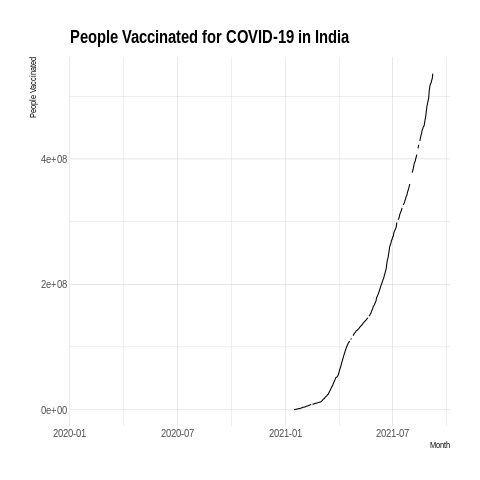 People Vaccinated for COVID-19 in India
People Vaccinated
4e+08
2e+08
0e+00
2020-01 2020-07 2021-01 2021-07
Month